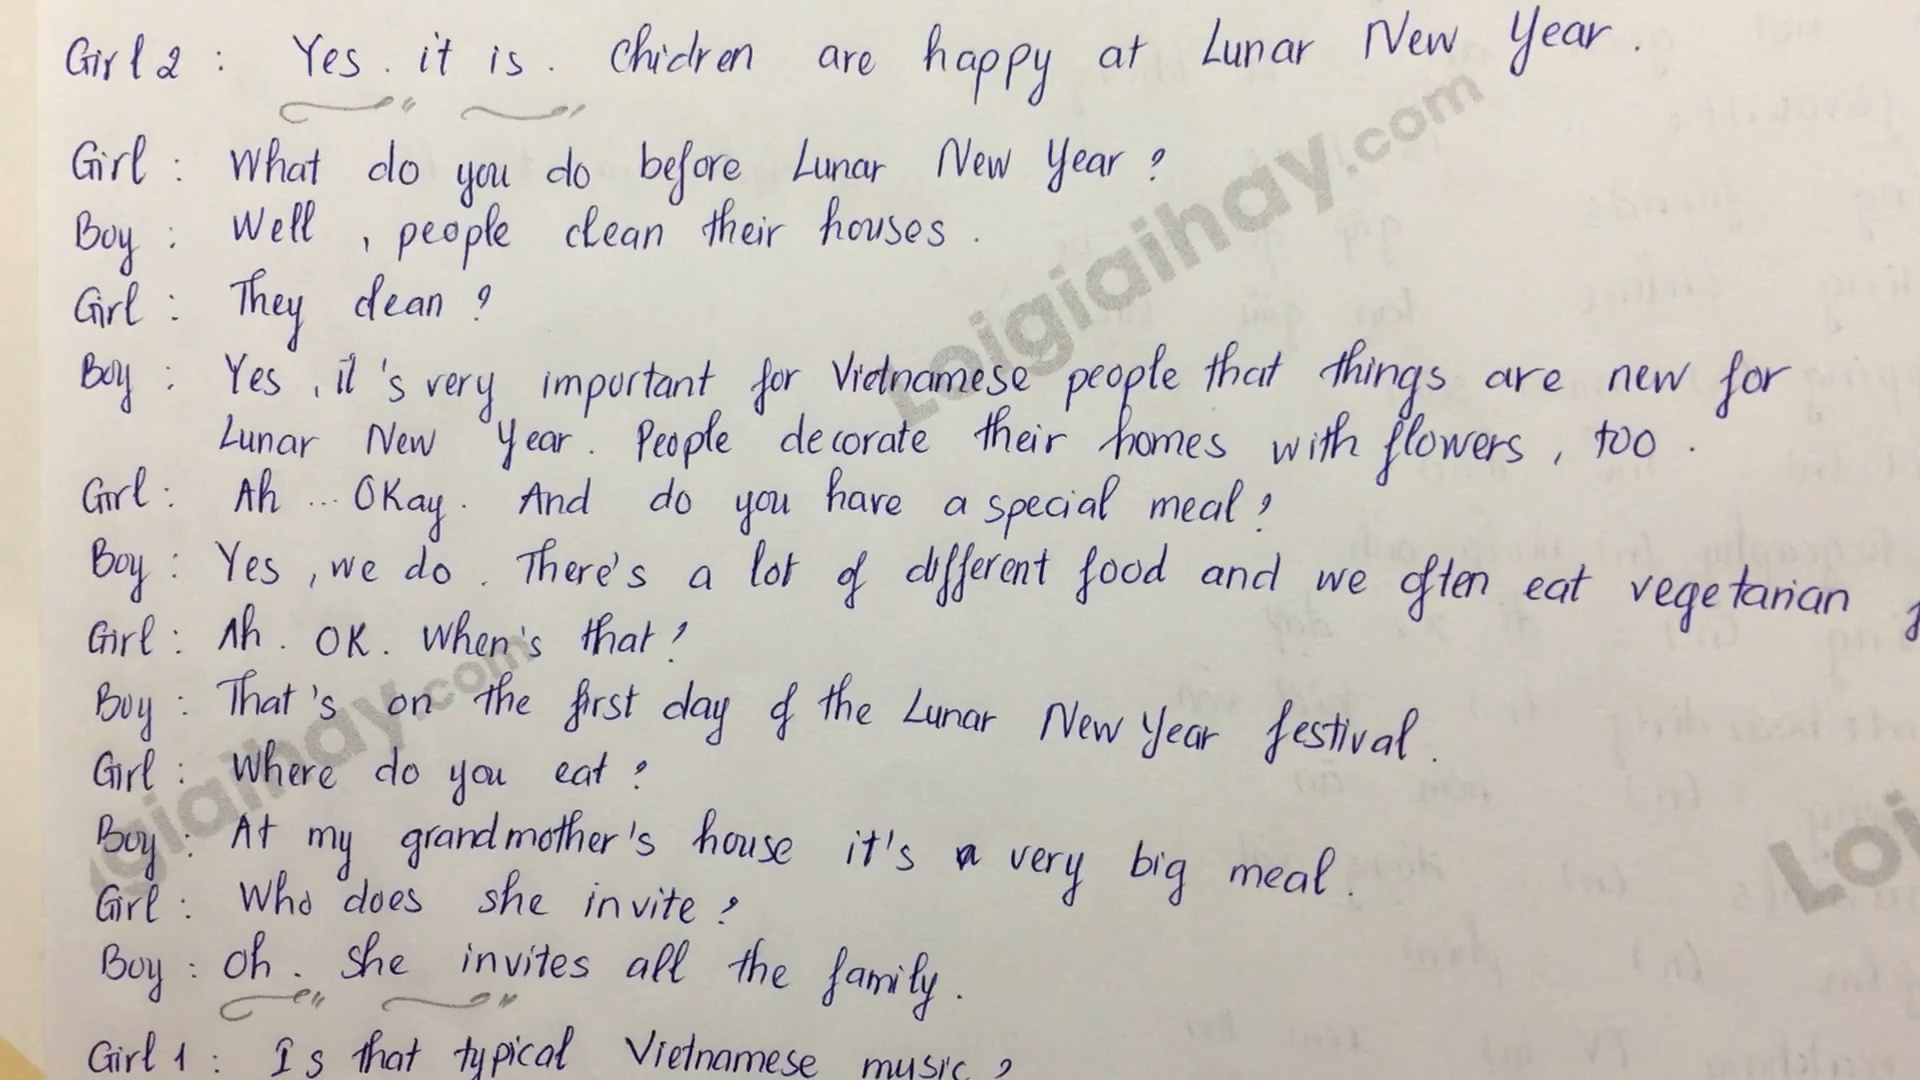 Girl 2 : Yes. it is. Chidren are happy at Lunar New Year.
Girl : What do you do before Lunar New Year?
Boy : Well, people clean their houses.
Girl : They clean?
Boy : Yes, it's very important for Vietnamese people that things are new for
Lunar New Year. People decorate their homes with flowers, too.
Girl : Ah ... Okay. And do you have a special meal?
Boy : Yes, we do. There's a lot of different food and we often eat vegetarian
Girl : Ah. OK. When's that?
Boy : That's on the first day of the Lunar New Year festival.
Girl : Where do you eat?
Boy : At my grandmother's house it's a very big meal.
Girl : Who does she invite?
Boy : Oh. She invites all the family.
Girl 1 : Is that typical Vietnamese music?
Loigiaihay.com
giaihay.com
Loi